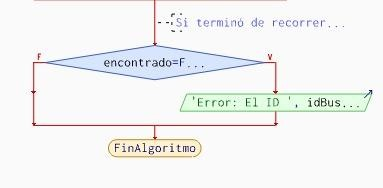 Si terminó de recorrer...
F
encontrado=F...
V
'Error: El ID ', idBus...
FinAlgoritmo